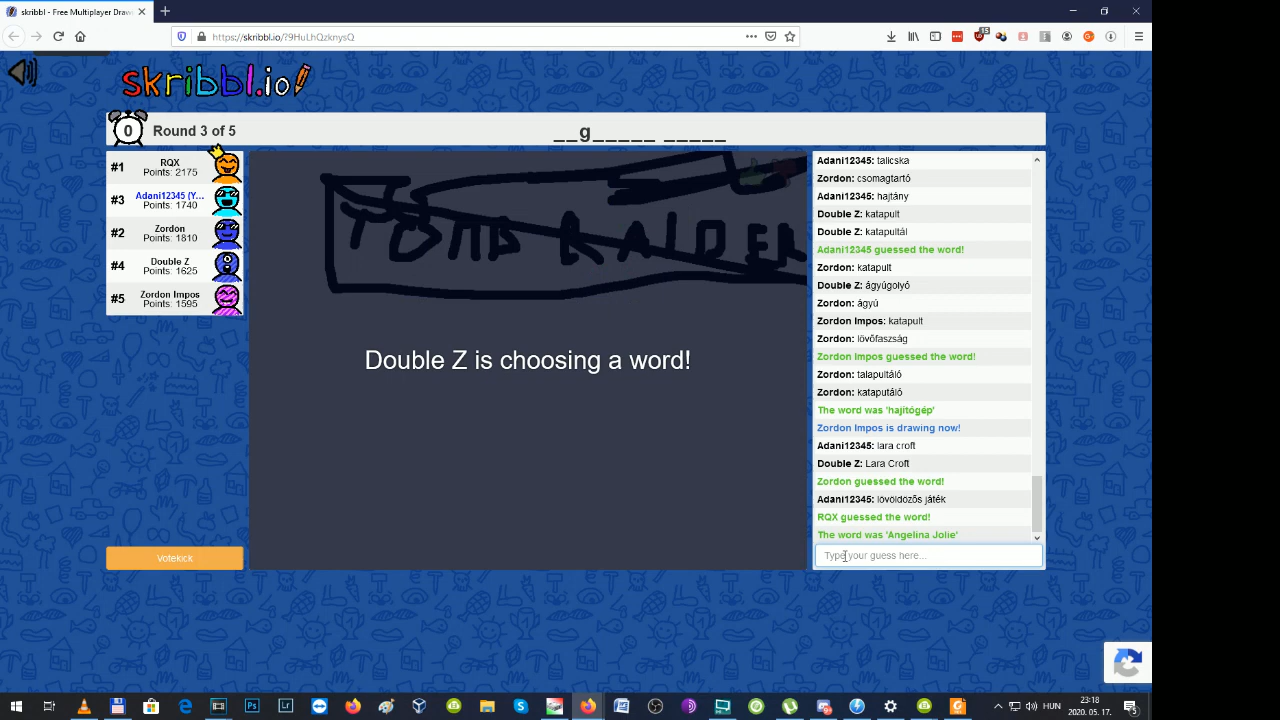 skribbl - Free Multiplayer Draw
https://skribbl.io/?9HuLhQzknysQ
15
skribbl.io
0
Round 3 of 5
__g_____ _____
#1 RQX
Points: 2175
#3 Adani12345 (Y...
Points: 1740
#2 Zordon
Points: 1810
#4 Double Z
Points: 1625
#5 Zordon Impos
Points: 1595
Votekick
TOMB RAIDER
Double Z is choosing a word!
Adani12345: talicska
Zordon: csomagtartó
Adani12345: hajtány
Double Z: katapult
Double Z: katapultál
Adani12345 guessed the word!
Zordon: katapult
Double Z: ágyúgolyó
Zordon: ágyú
Zordon Impos: katapult
Zordon: lövőfaszság
Zordon Impos guessed the word!
Zordon: talapultáló
Zordon: kataputáló
The word was 'hajítógép'
Zordon Impos is drawing now!
Adani12345: lara croft
Double Z: Lara Croft
Zordon guessed the word!
Adani12345: lövöldözős játék
RQX guessed the word!
The word was 'Angelina Jolie'
Type your guess here...
HUN
23:18
2020. 05. 17.
5